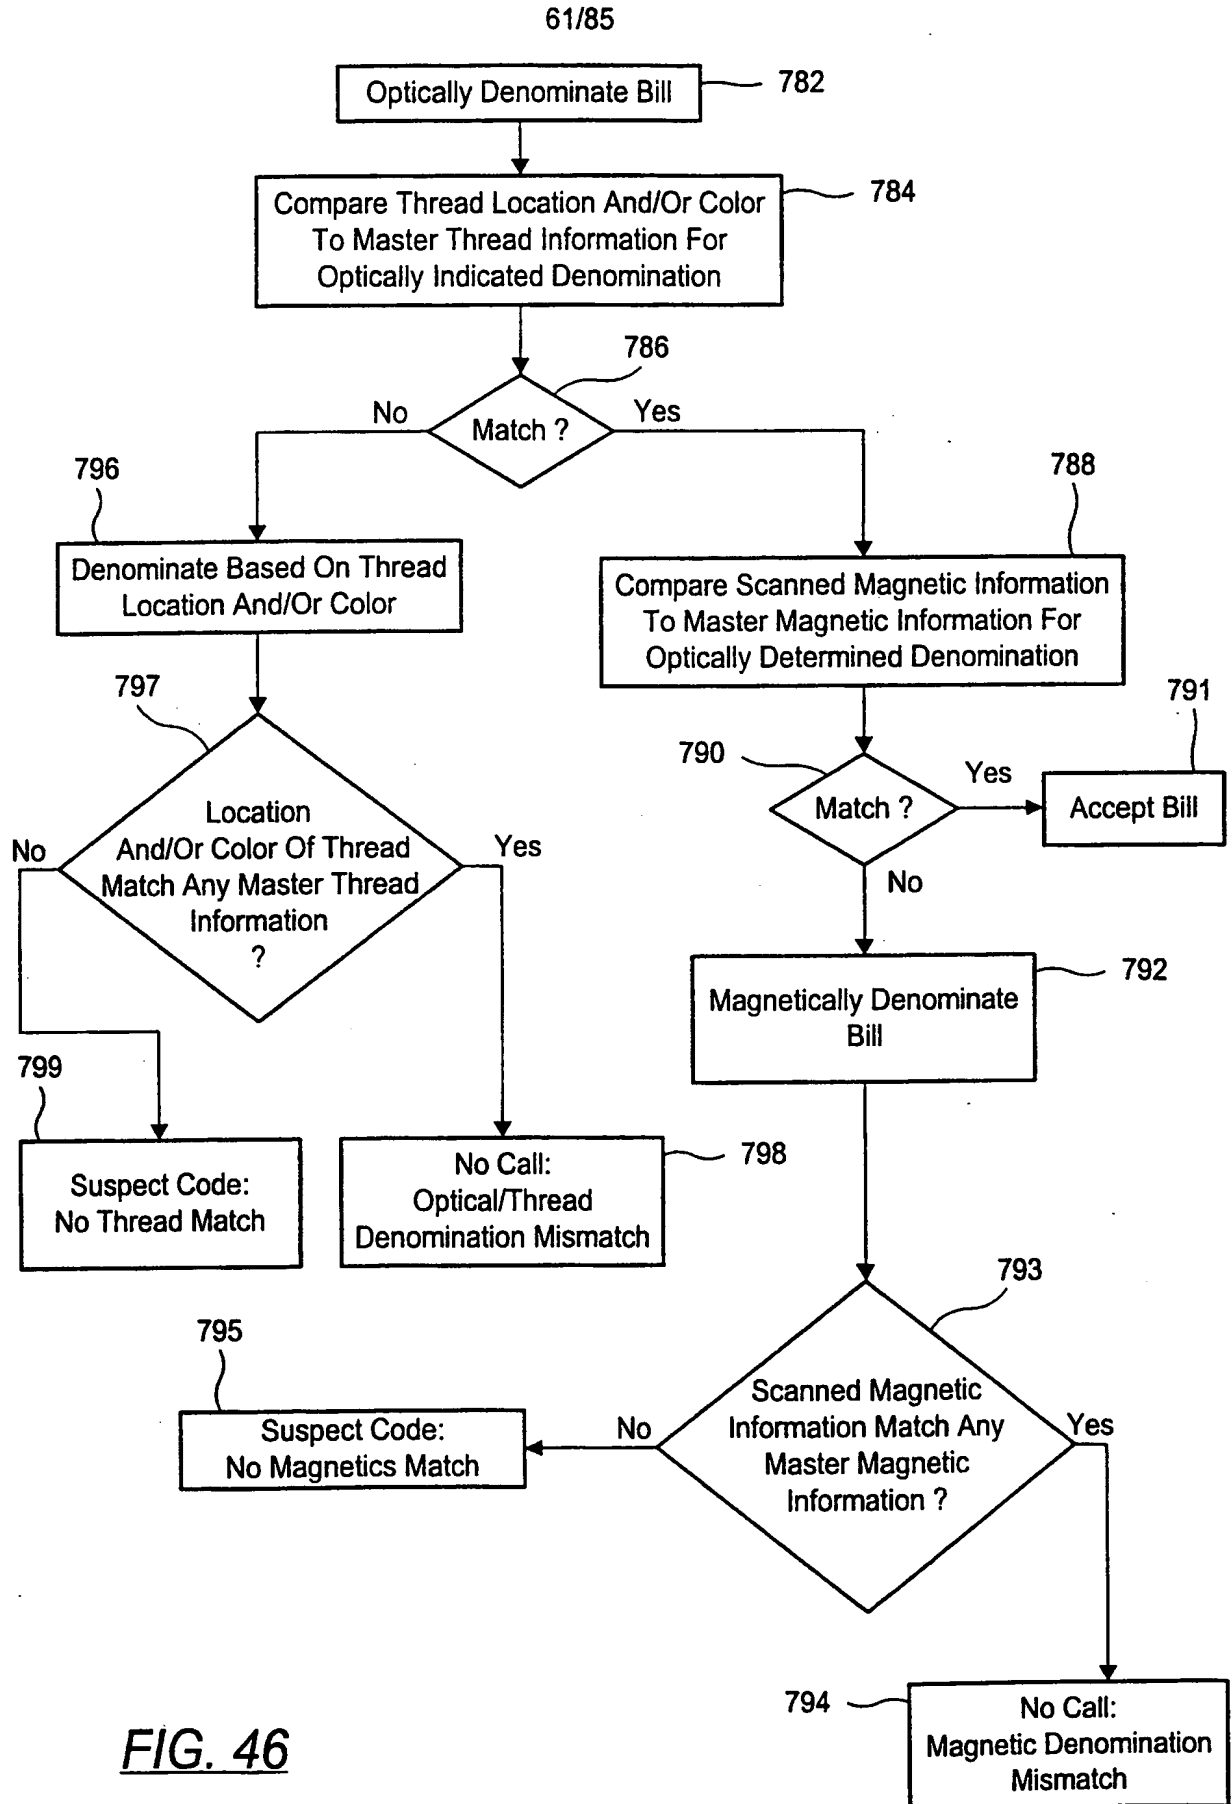 61/85
Optically Denominate Bill
782
Compare Thread Location And/Or Color
To Master Thread Information For
Optically Indicated Denomination
784
786
Match ?
No
Yes
796
Denominate Based On Thread
Location And/Or Color
788
Compare Scanned Magnetic Information
To Master Magnetic Information For
Optically Determined Denomination
797
Location
And/Or Color Of Thread
Match Any Master Thread
Information
?
No
Yes
790
Match ?
Yes
No
791
Accept Bill
792
Magnetically Denominate
Bill
799
Suspect Code:
No Thread Match
798
No Call:
Optical/Thread
Denomination Mismatch
793
Scanned Magnetic
Information Match Any
Master Magnetic
Information ?
No
Yes
795
Suspect Code:
No Magnetics Match
794
No Call:
Magnetic Denomination
Mismatch
FIG. 46